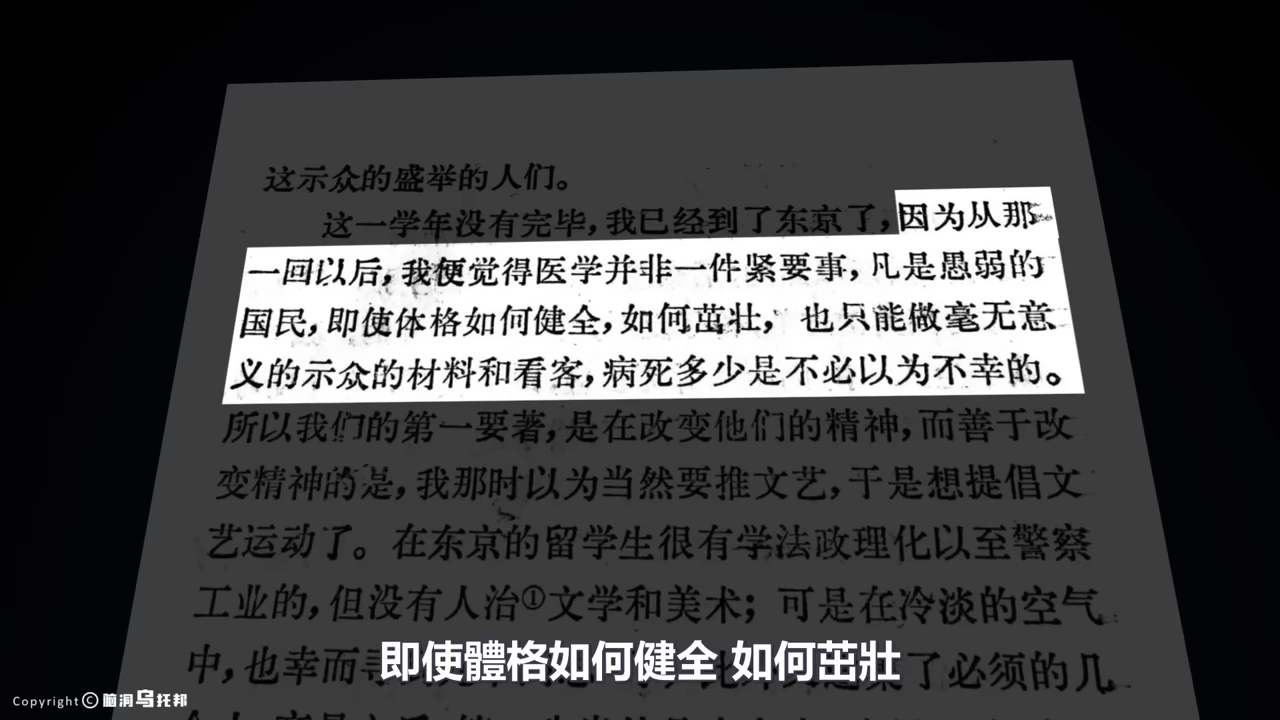 这示众的盛举的人们。
这一学年没有完毕，我已经到了东京了，因为从那
一回以后，我便觉得医学并非一件紧要事，凡是愚弱的
国民，即使体格如何健全，如何茁壮，也只能做毫无意
义的示众的材料和看客，病死多少是不必以为不幸的。
所以我们的第一要著，是在改变他们的精神，而善于改
变精神的是，我那时以为当然要推文艺，于是想提倡文
艺运动了。在东京的留学生很有学法政理化以至警察
工业的，但没有人治①文学和美术；可是在冷淡的空气
中，也幸而寻
了必须的几
即使體格如何健全 如何茁壯
Copyright © 脑洞乌托邦